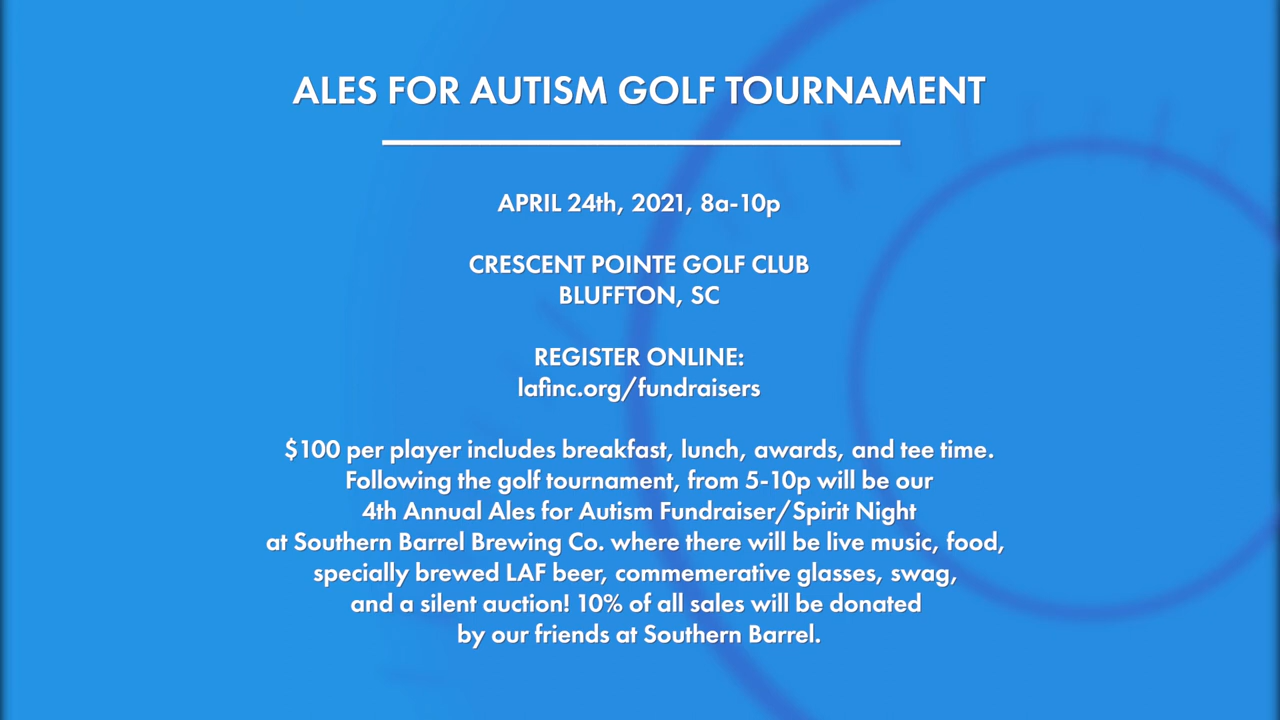 ALES FOR AUTISM GOLF TOURNAMENT
APRIL 24th, 2021, 8a-10p
CRESCENT POINTE GOLF CLUB
BLUFFTON, SC
REGISTER ONLINE:
lafinc.org/fundraisers
$100 per player includes breakfast, lunch, awards, and tee time.
Following the golf tournament, from 5-10p will be our
4th Annual Ales for Autism Fundraiser/Spirit Night
at Southern Barrel Brewing Co. where there will be live music, food,
specially brewed LAF beer, commemerative glasses, swag,
and a silent auction! 10% of all sales will be donated
by our friends at Southern Barrel.